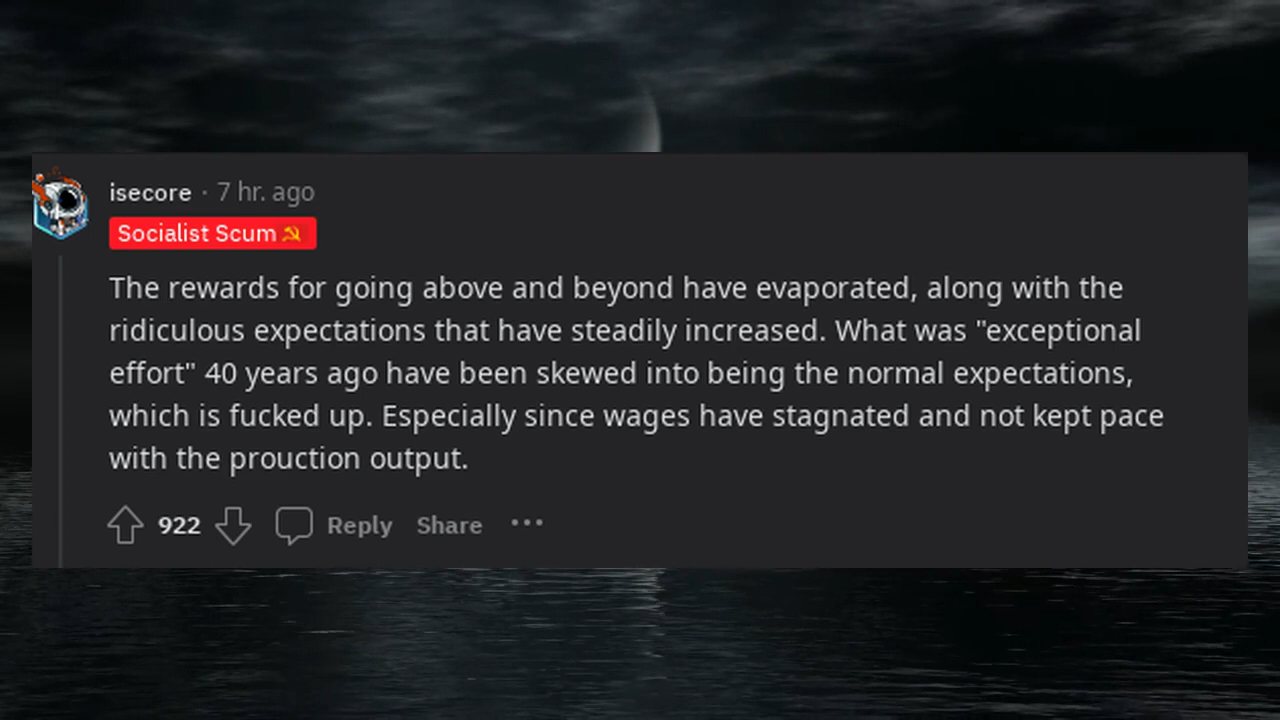 isecore · 7 hr. ago
Socialist Scum
The rewards for going above and beyond have evaporated, along with the
ridiculous expectations that have steadily increased. What was "exceptional
effort" 40 years ago have been skewed into being the normal expectations,
which is fucked up. Especially since wages have stagnated and not kept pace
with the prouction output.
922 Reply Share ···